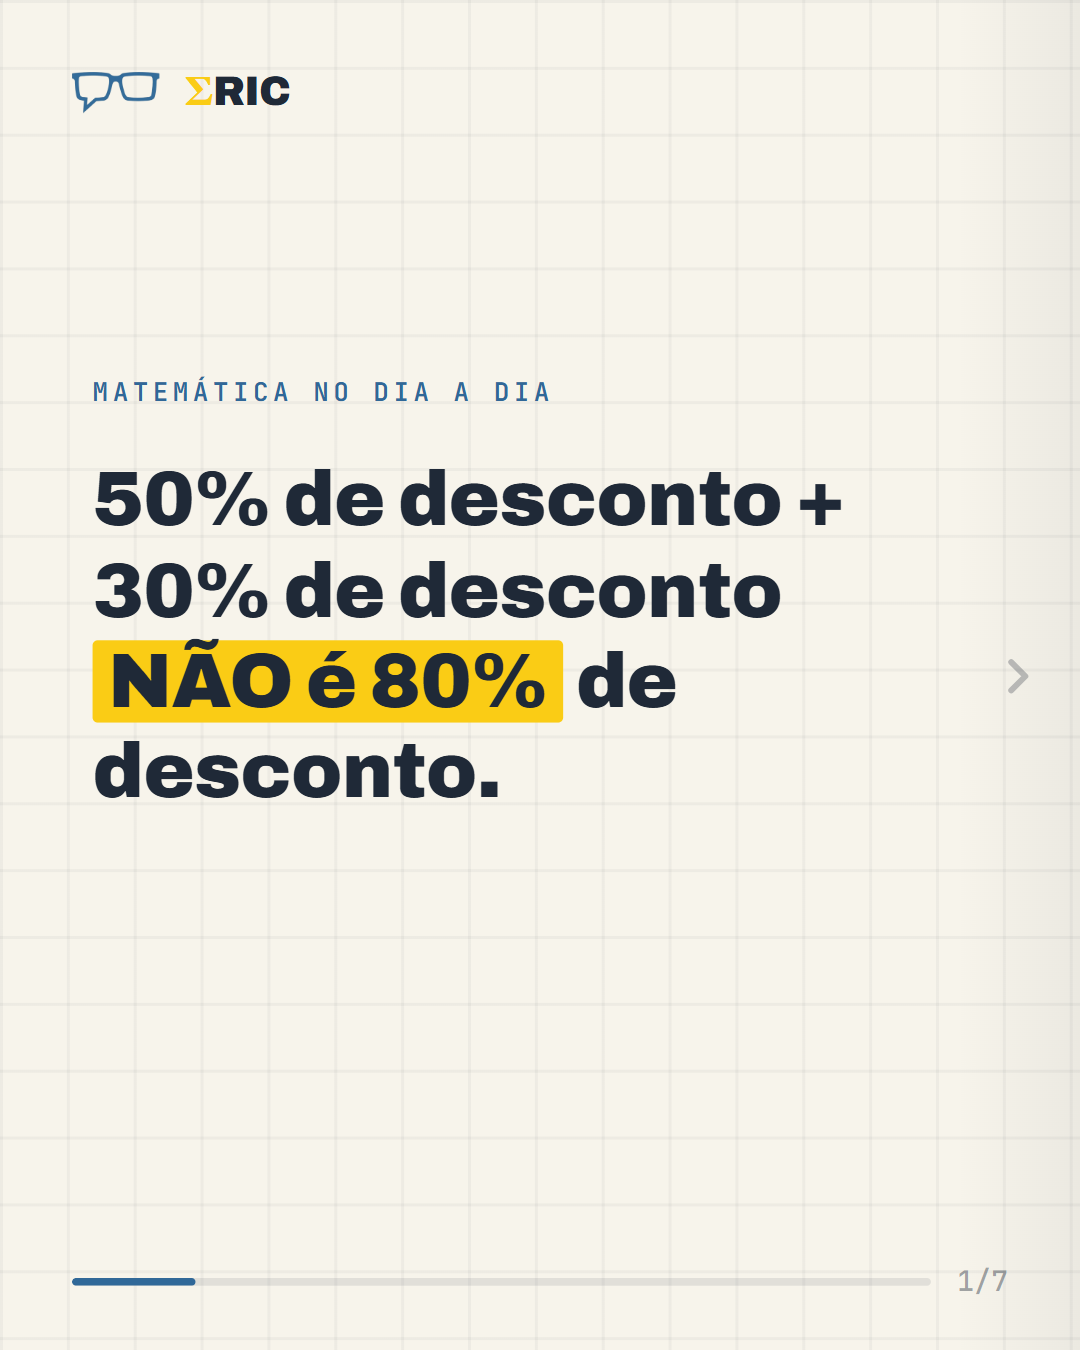 ΣRIC
MATEMÁTICA NO DIA A DIA
50% de desconto +
30% de desconto
NÃO é 80% de
desconto.
1/7